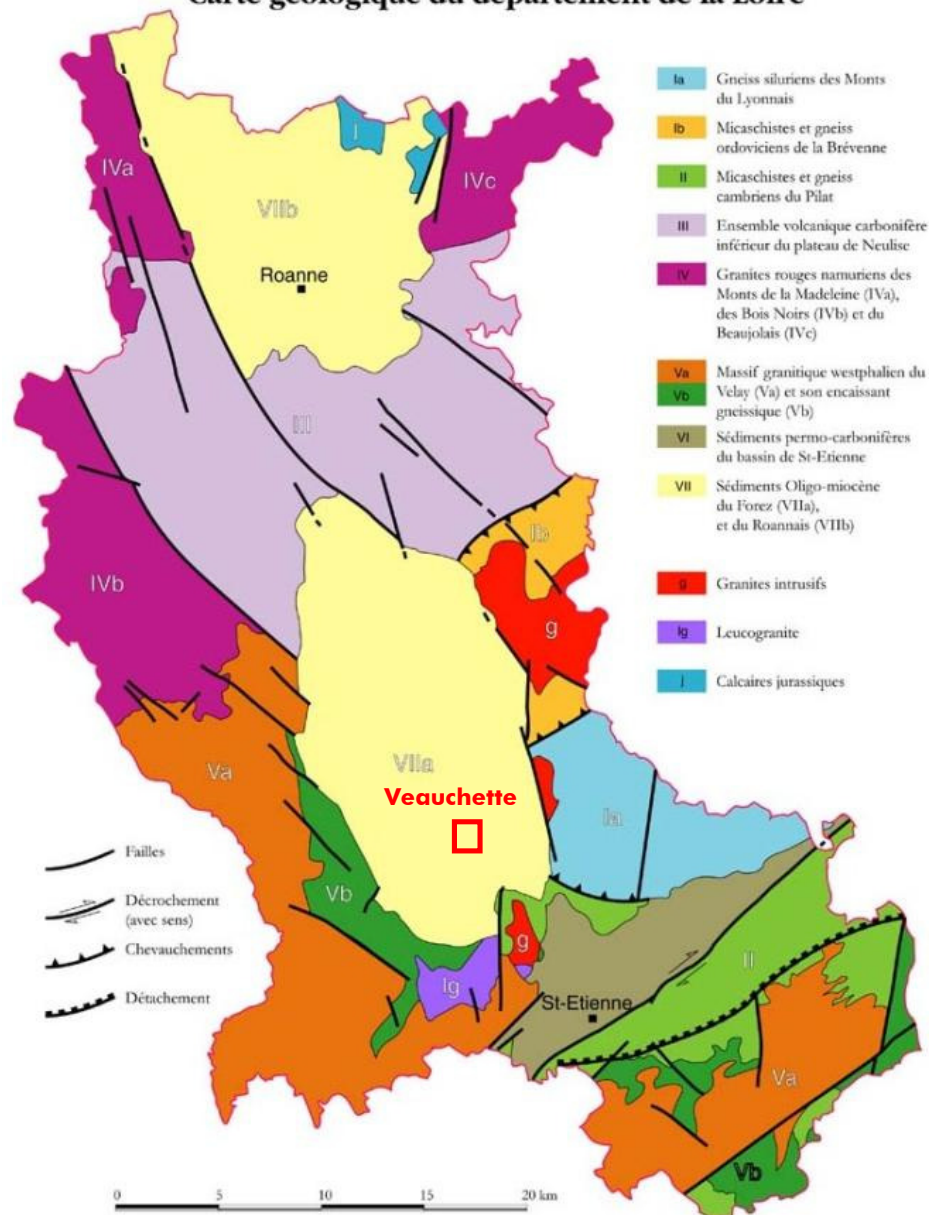 Carte géologique du département de la Loire
Ia Gneiss siluriens des Monts
du Lyonnais
Ib Micaschistes et gneiss
ordoviciens de la Brévenne
II Micaschistes et gneiss
cambriens du Pilat
III Ensemble volcanique carbonifère
inférieur du plateau de Neulise
IV Granites rouges namuriens des
Monts de la Madeleine (IVa),
des Bois Noirs (IVb) et du
Beaujolais (IVc)
Va Massif granitique westphalien du
Vb Velay (Va) et son encaissant
gneissique (Vb)
VI Sédiments permo-carbonifères
du bassin de St-Etienne
VII Sédiments Oligo-miocène
du Forez (VIIa),
et du Roannais (VIIb)
g Granites intrusifs
lg Leucogranite
j Calcaires jurassiques
j
IVa
IVc
VIIb
Roanne
III
Ib
IVb
g
Va
VIIa
Veauchette
Ia
Vb
g
II
lg
St-Etienne
Va
Vb
Failles
Décrochement
(avec sens)
Chevauchements
Détachement
0 5 10 15 20 km